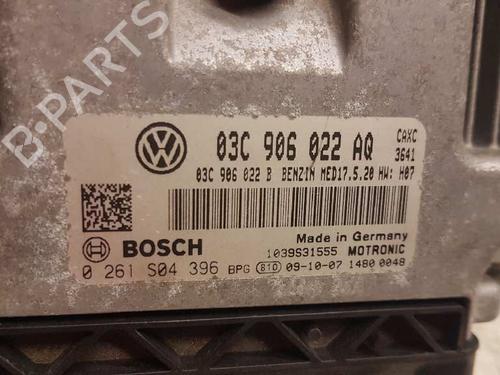 B-PARTS
03C 906 022 AQ
CAXC
3641
03C 906 022 B BENZIN MED17.5.20 HW: H07
BOSCH
Made in Germany
1039S31555 MOTRONIC
0 261 S04 396 BPG 810 09-10-07 1480 0048